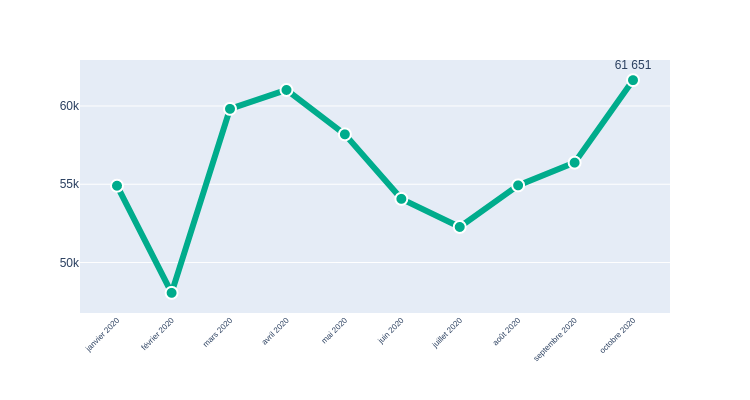 61 651
60k
55k
50k
janvier 2020
février 2020
mars 2020
avril 2020
mai 2020
juin 2020
juillet 2020
août 2020
septembre 2020
octobre 2020